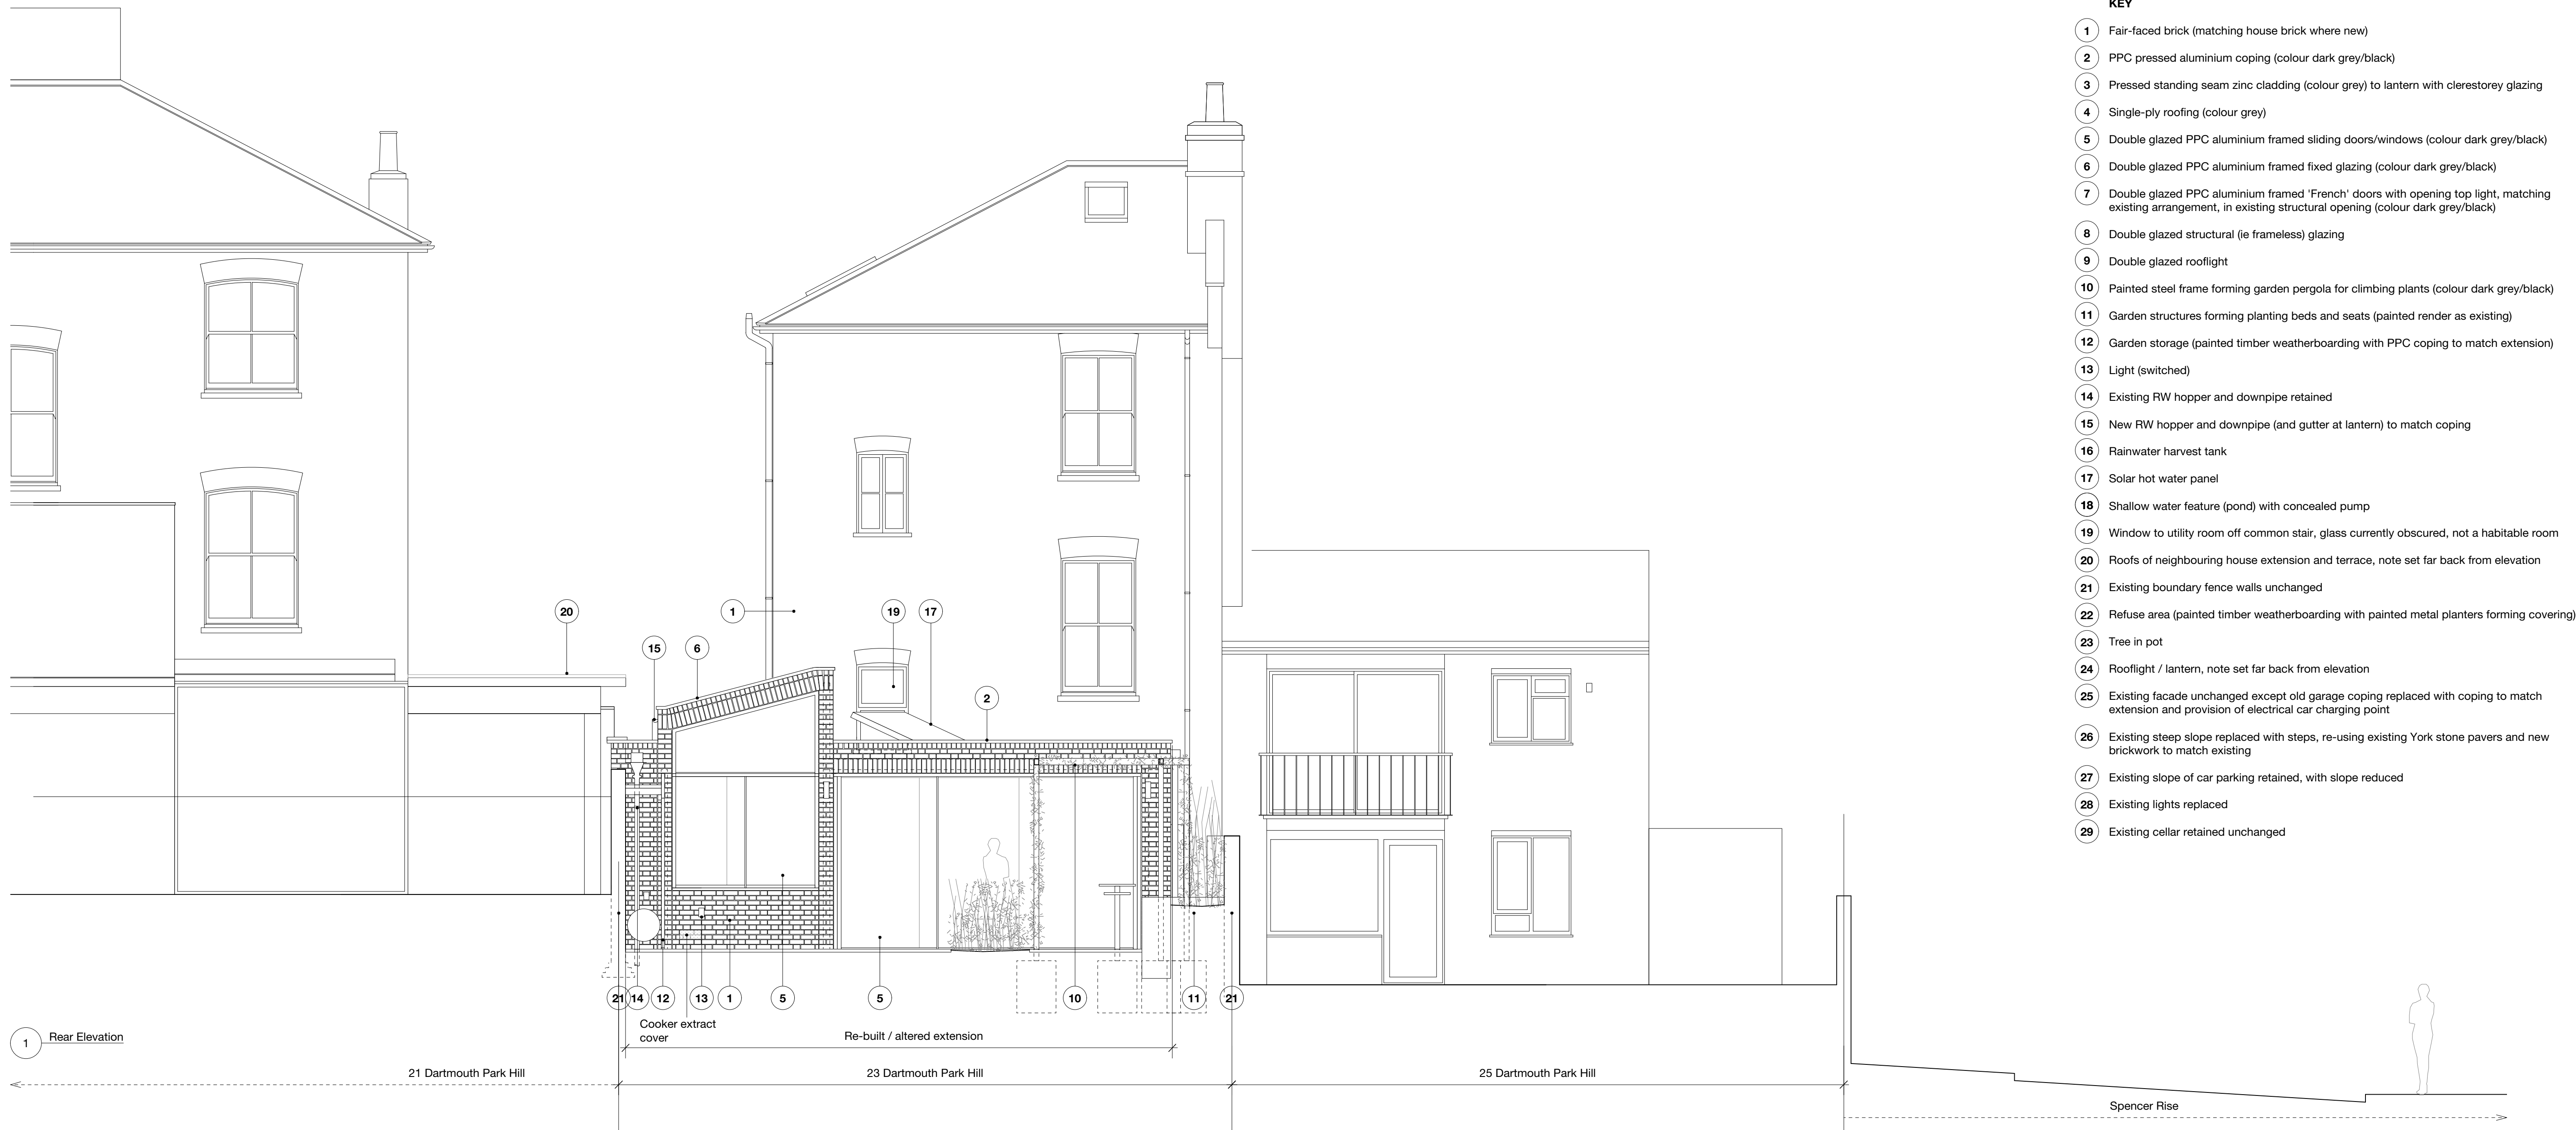 KEY
1 Fair-faced brick (matching house brick where new)
2 PPC pressed aluminium coping (colour dark grey/black)
3 Pressed standing seam zinc cladding (colour grey) to lantern with clerestorey glazing
4 Single-ply roofing (colour grey)
5 Double glazed PPC aluminium framed sliding doors/windows (colour dark grey/black)
6 Double glazed PPC aluminium framed fixed glazing (colour dark grey/black)
7 Double glazed PPC aluminium framed 'French' doors with opening top light, matching
existing arrangement, in existing structural opening (colour dark grey/black)
8 Double glazed structural (ie frameless) glazing
9 Double glazed rooflight
10 Painted steel frame forming garden pergola for climbing plants (colour dark grey/black)
11 Garden structures forming planting beds and seats (painted render as existing)
12 Garden storage (painted timber weatherboarding with PPC coping to match extension)
13 Light (switched)
14 Existing RW hopper and downpipe retained
15 New RW hopper and downpipe (and gutter at lantern) to match coping
16 Rainwater harvest tank
17 Solar hot water panel
18 Shallow water feature (pond) with concealed pump
19 Window to utility room off common stair, glass currently obscured, not a habitable room
20 Roofs of neighbouring house extension and terrace, note set far back from elevation
21 Existing boundary fence walls unchanged
22 Refuse area (painted timber weatherboarding with painted metal planters forming covering)
23 Tree in pot
24 Rooflight / lantern, note set far back from elevation
25 Existing facade unchanged except old garage coping replaced with coping to match
extension and provision of electrical car charging point
26 Existing steep slope replaced with steps, re-using existing York stone pavers and new
brickwork to match existing
27 Existing slope of car parking retained, with slope reduced
28 Existing lights replaced
29 Existing cellar retained unchanged
20 1 19 17
15 6
2
10
21 14 12 13 1 5 5 10 11 21
Cooker extract
cover
Re-built / altered extension
1 Rear Elevation
21 Dartmouth Park Hill 23 Dartmouth Park Hill 25 Dartmouth Park Hill
Spencer Rise